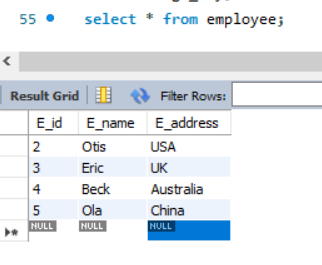 55 select * from employee;
Result Grid Filter Rows:
E_id E_name E_address
2 Otis USA
3 Eric UK
4 Beck Australia
5 Ola China
NULL NULL NULL